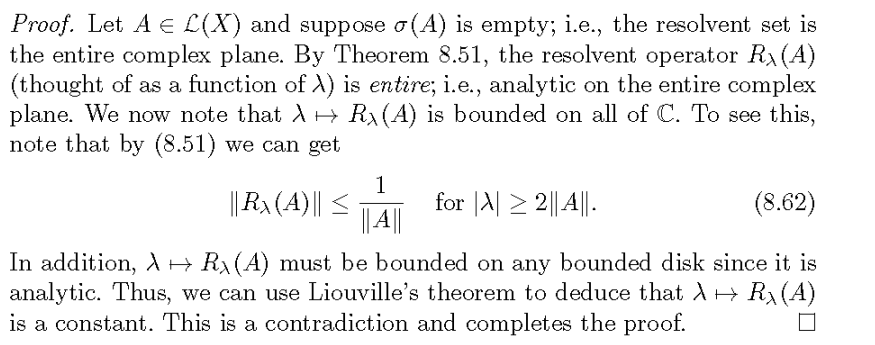 Proof. Let A ∈ ℒ(X) and suppose σ(A) is empty; i.e., the resolvent set is
the entire complex plane. By Theorem 8.51, the resolvent operator R_λ(A)
(thought of as a function of λ) is entire; i.e., analytic on the entire complex
plane. We now note that λ ↦ R_λ(A) is bounded on all of ℂ. To see this,
note that by (8.51) we can get
‖R_λ(A)‖ ≤ 1/‖A‖ for |λ| ≥ 2‖A‖. (8.62)
In addition, λ ↦ R_λ(A) must be bounded on any bounded disk since it is
analytic. Thus, we can use Liouville's theorem to deduce that λ ↦ R_λ(A)
is a constant. This is a contradiction and completes the proof. □